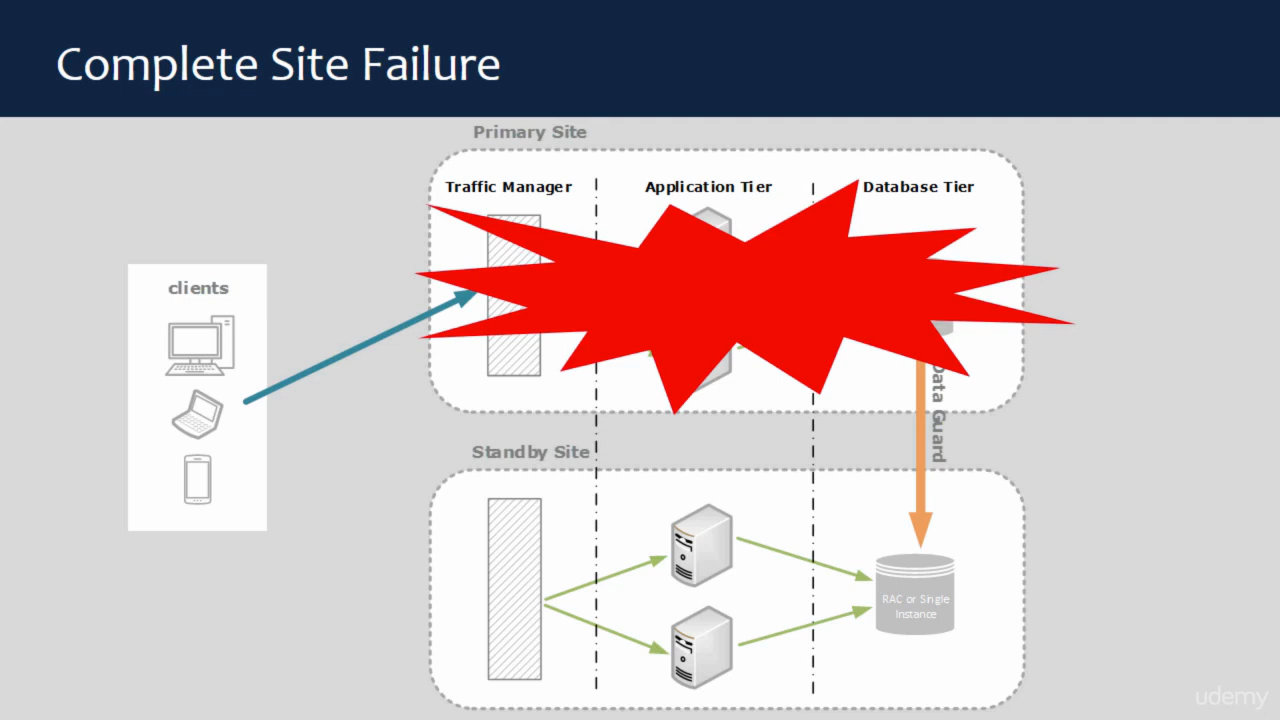 Complete Site Failure
Primary Site
Traffic Manager
Application Tier
Database Tier
clients
Data Guard
Standby Site
RAC or Single
Instance
udemy